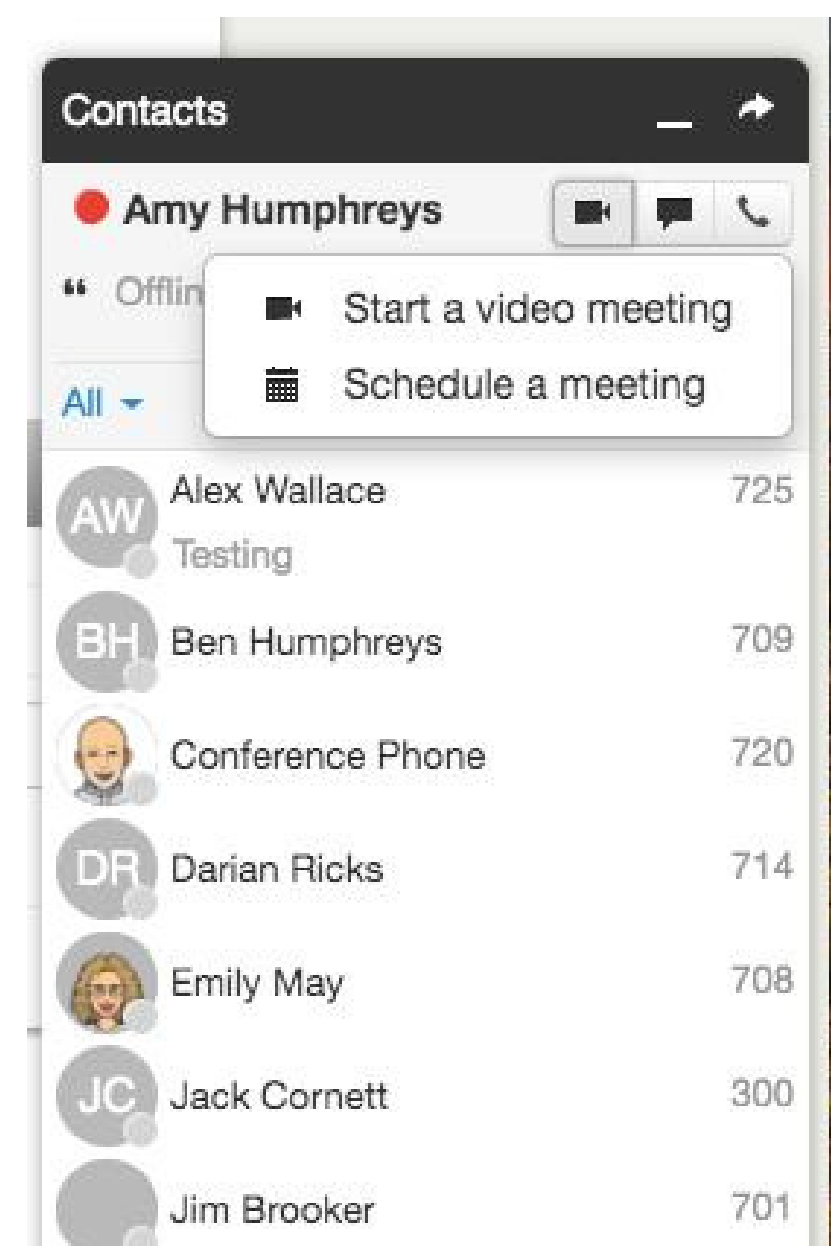 Contacts
Amy Humphreys
“ Offlin
Start a video meeting
Schedule a meeting
All
AW Alex Wallace 725
Testing
BH Ben Humphreys 709
Conference Phone 720
DR Darian Ricks 714
Emily May 708
JC Jack Cornett 300
Jim Brooker 701